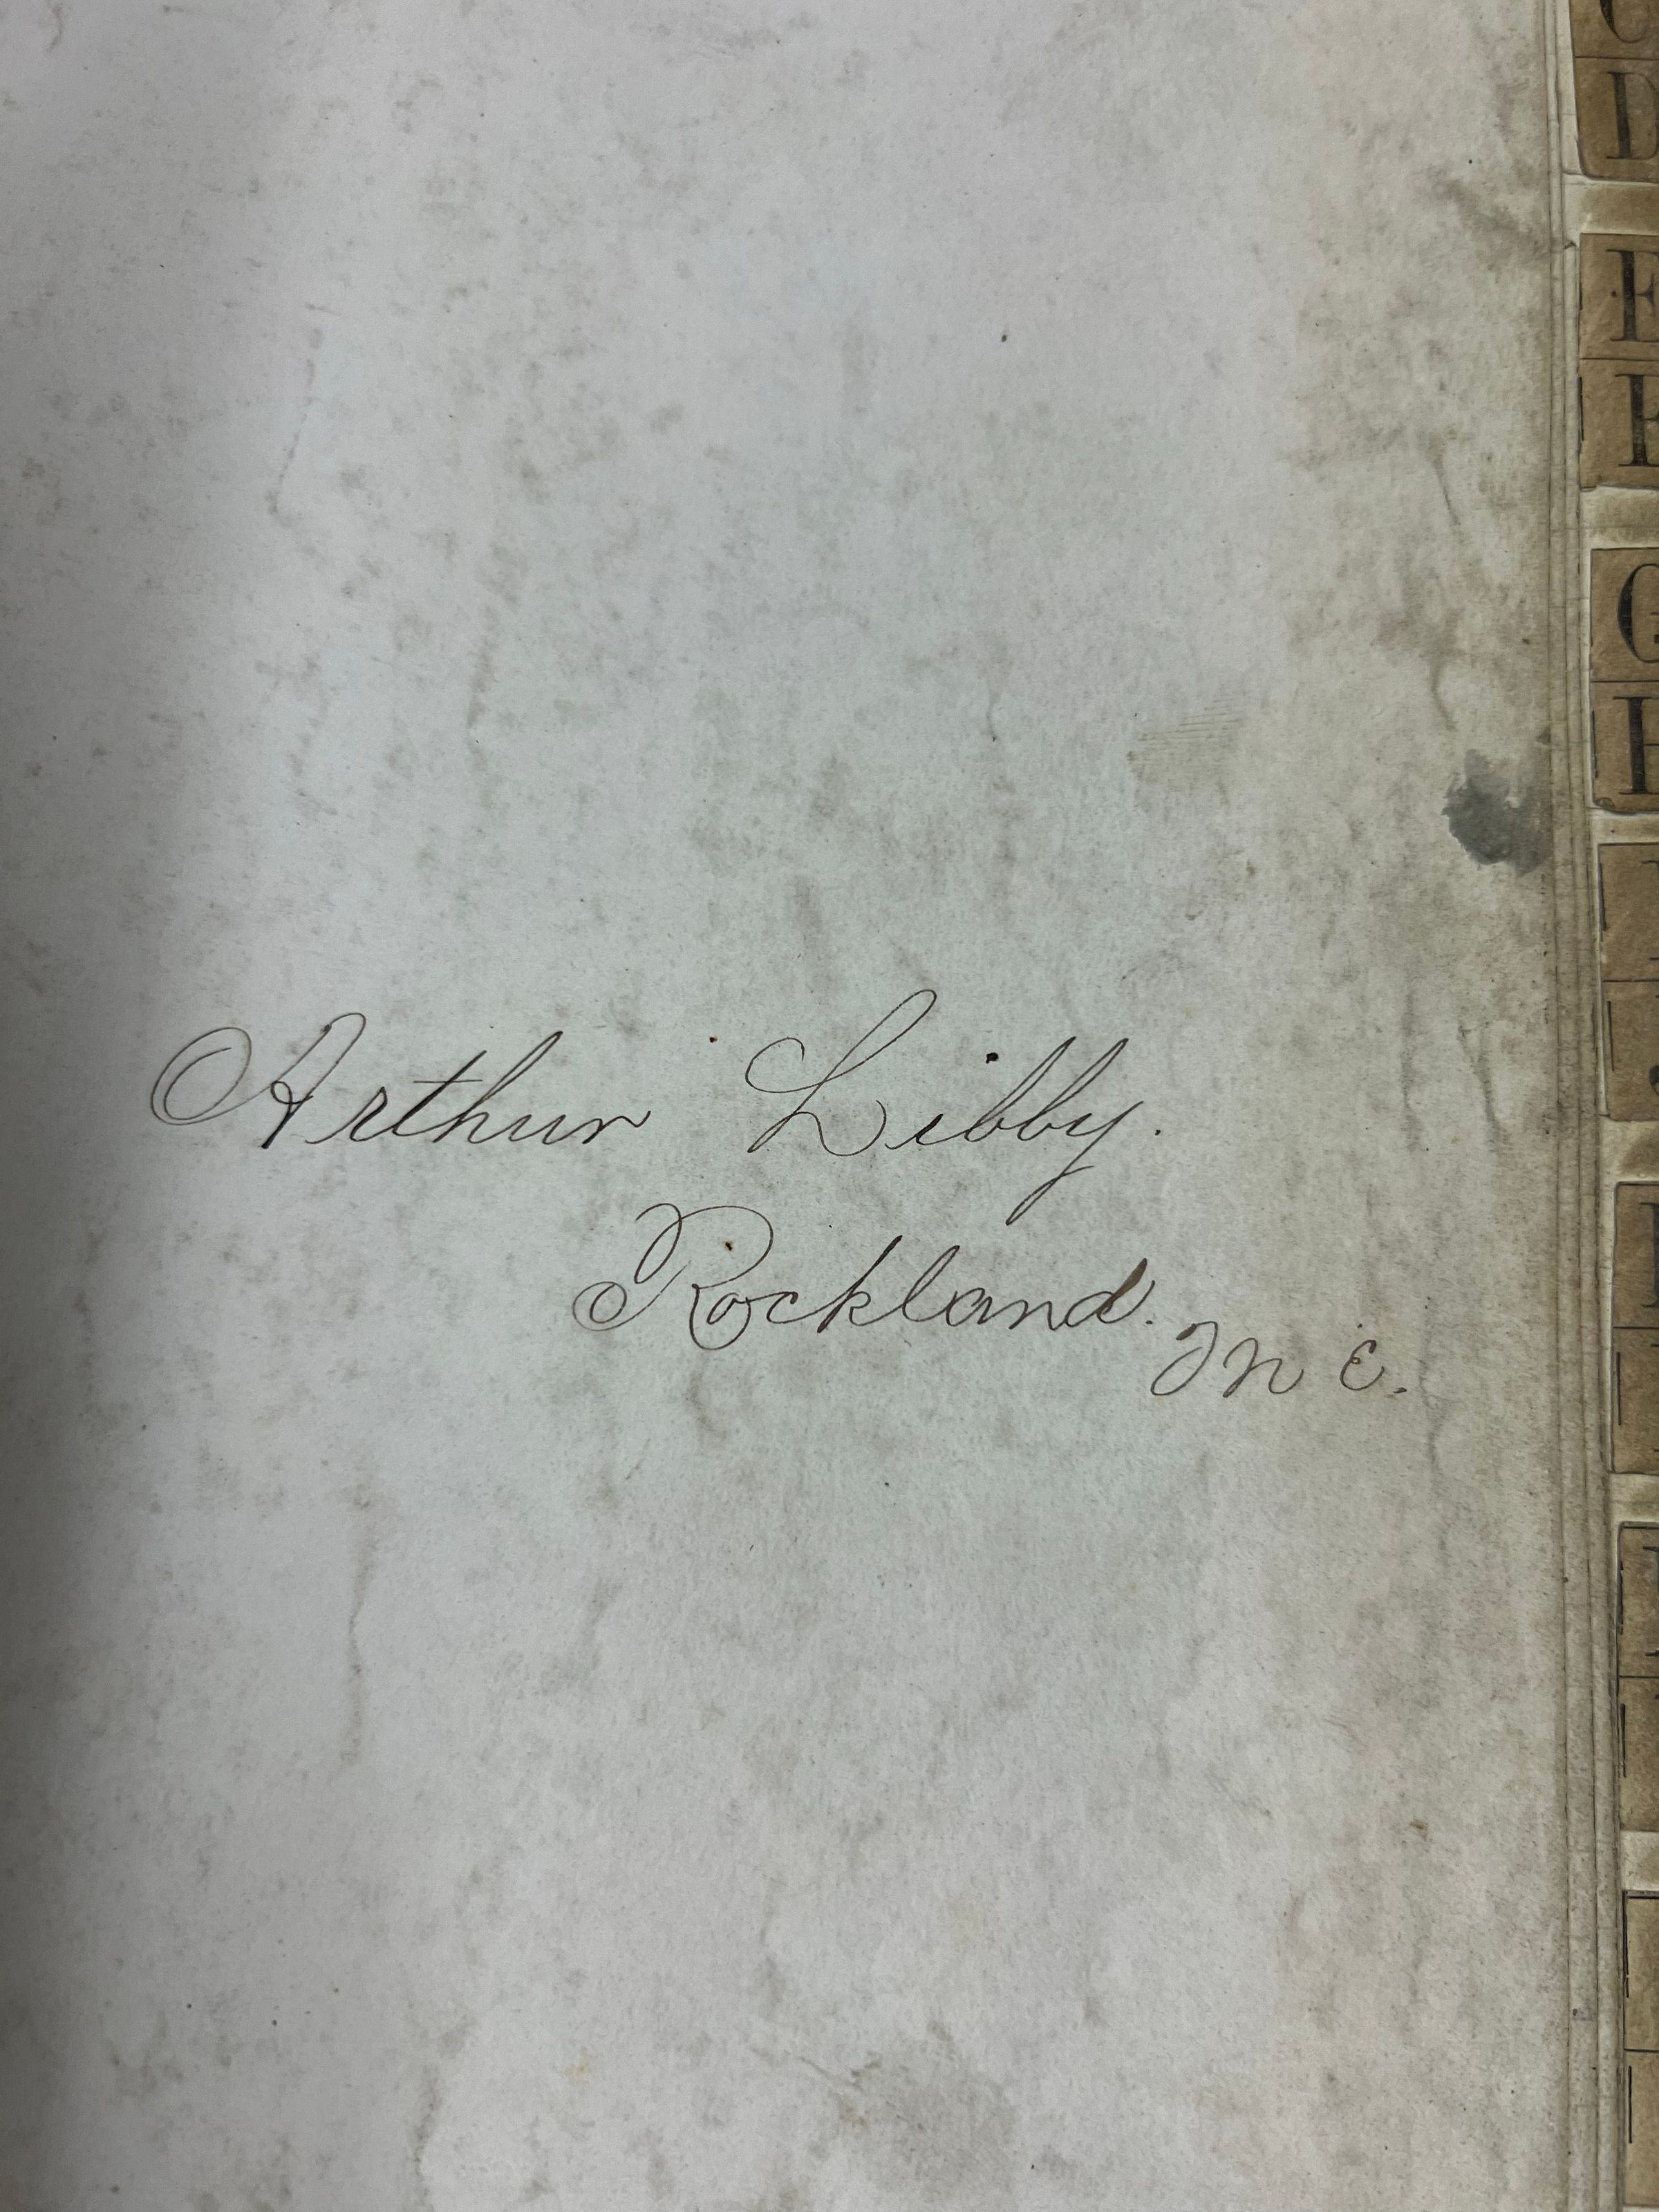 Arthur Libby.
Rockland.
Me.
D
G